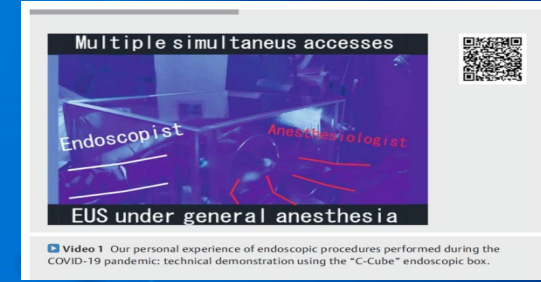 Multiple simultaneus accesses
Endoscopist
Anesthesiologist
EUS under general anesthesia
Video 1 Our personal experience of endoscopic procedures performed during the
COVID-19 pandemic: technical demonstration using the “C-Cube” endoscopic box.